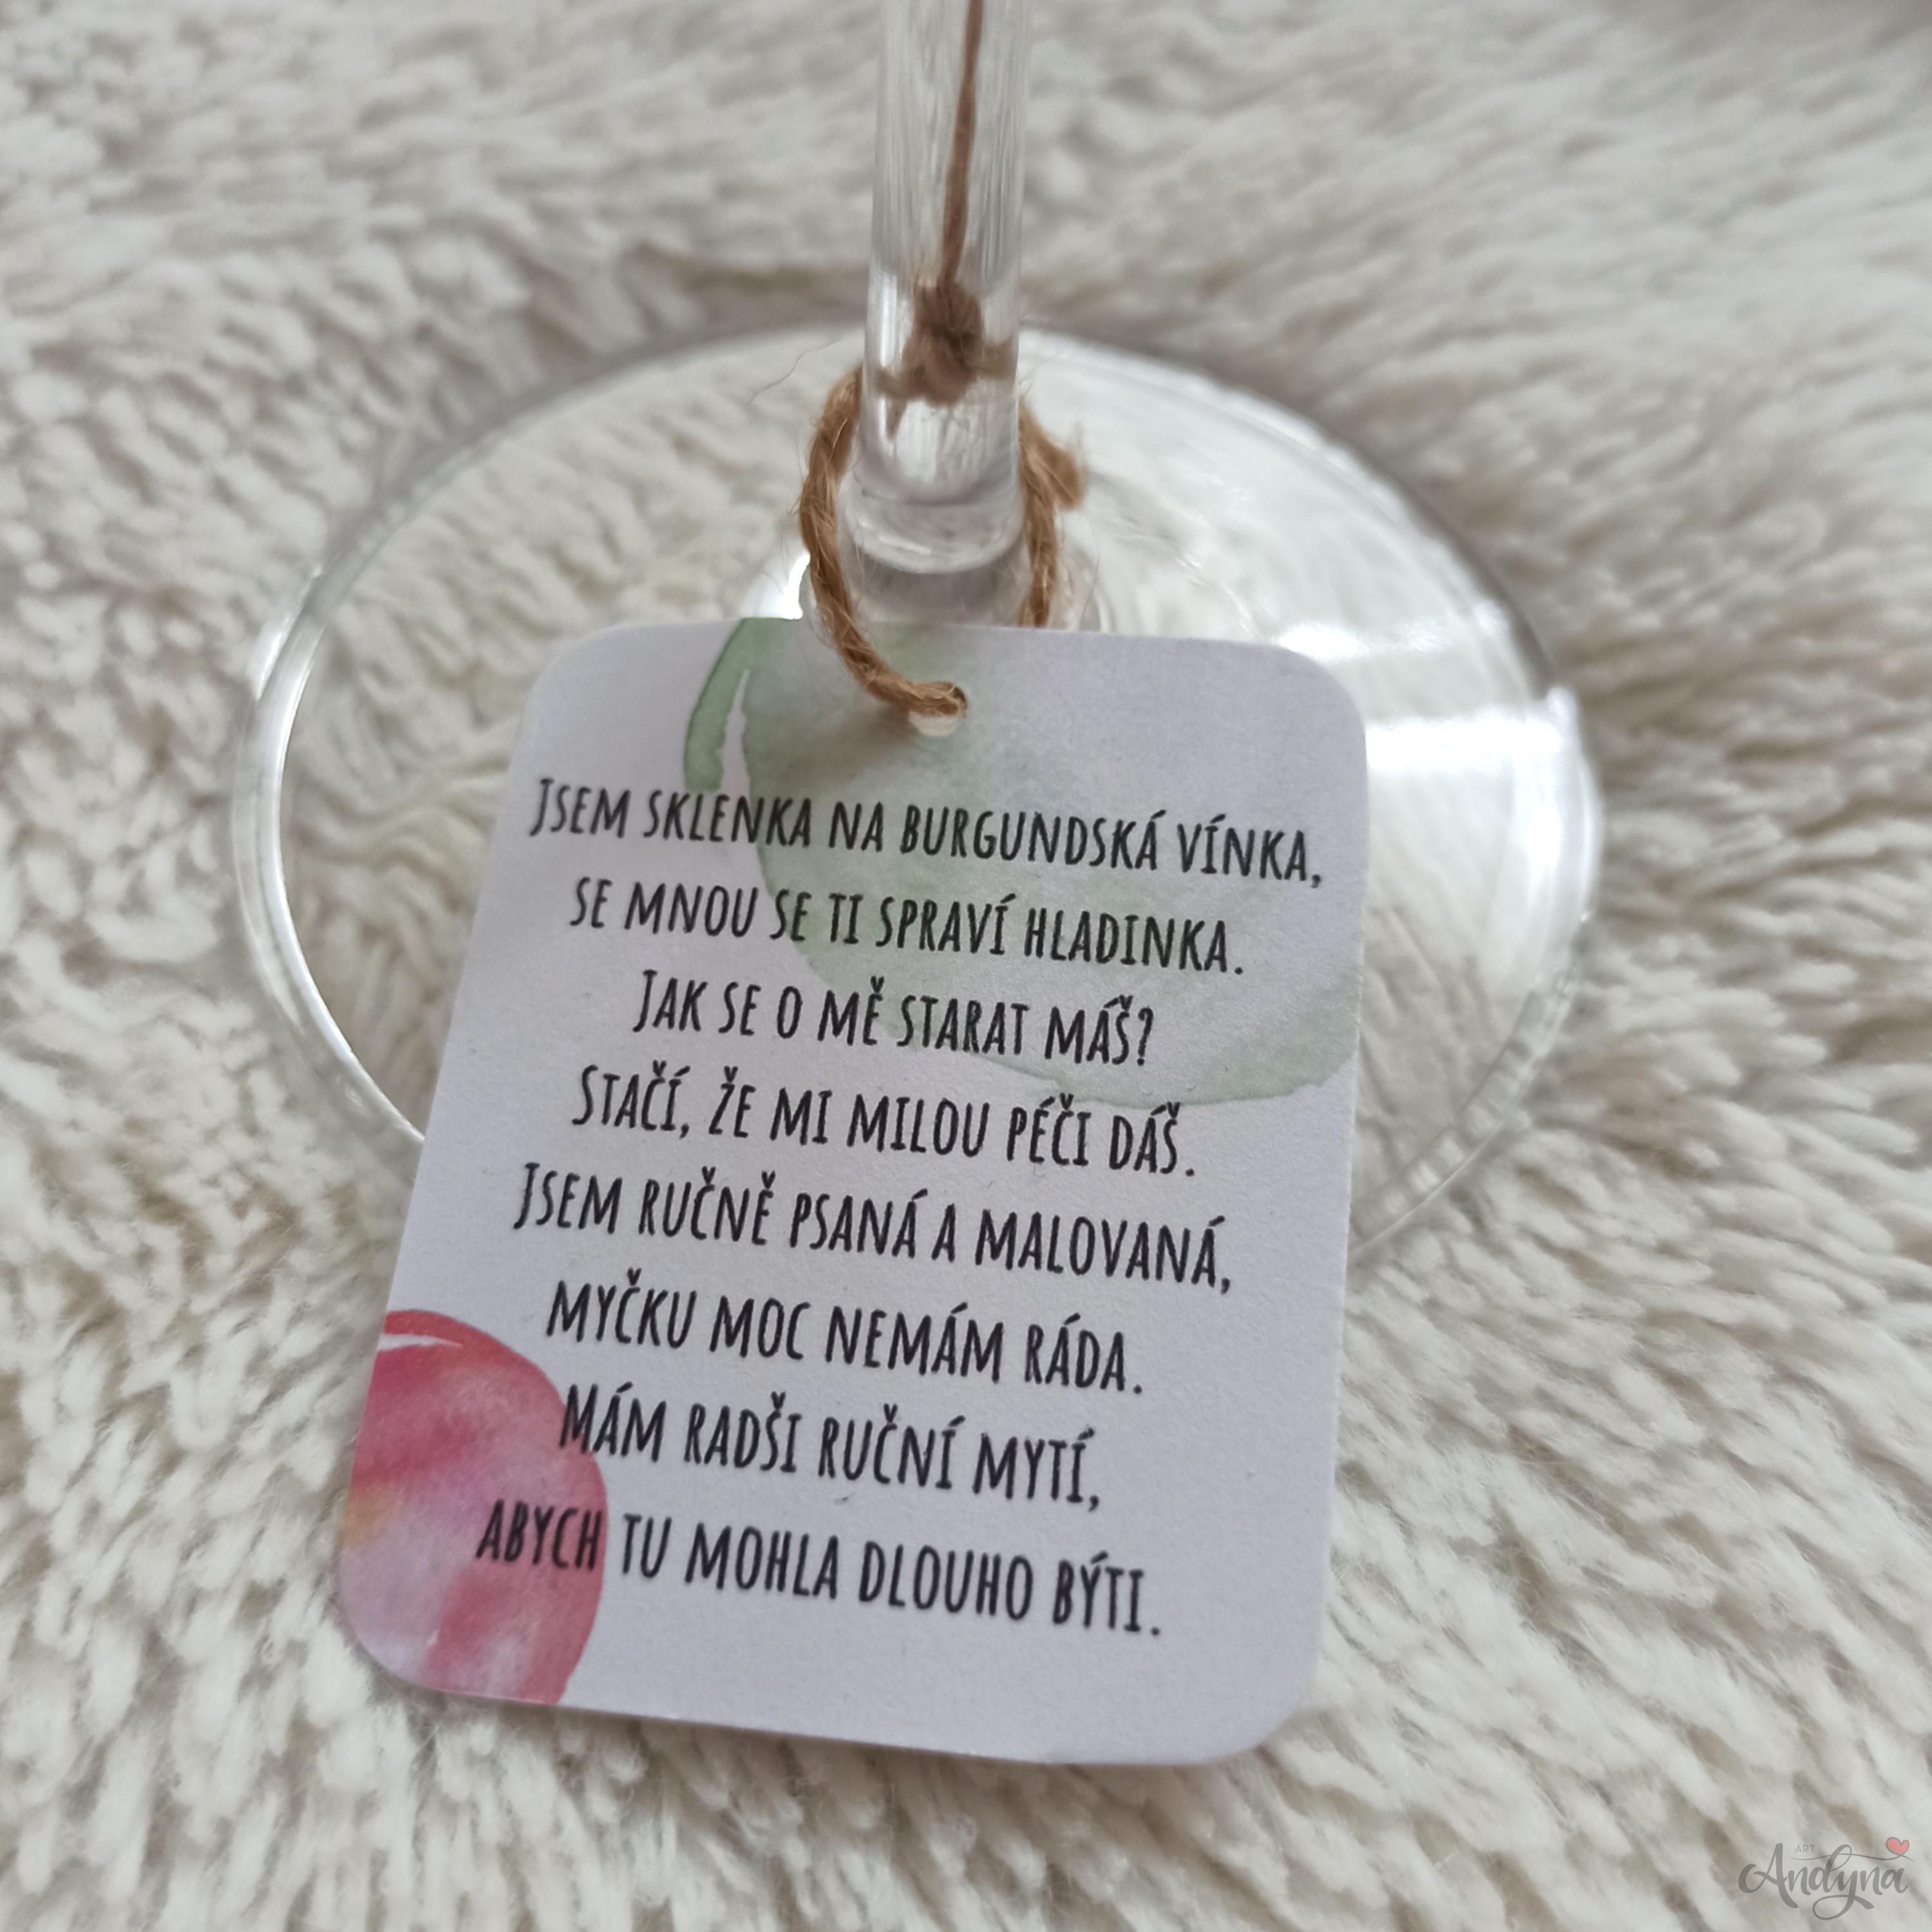 Jsem sklenka na burgundská vínka,
se mnou se ti spraví hladinka.
Jak se o mě starat máš?
Stačí, že mi milou péči dáš.
Jsem ručně psaná a malovaná,
myčku moc nemám ráda.
Mám radši ruční mytí,
abych tu mohla dlouho býti.
ART
Andyna